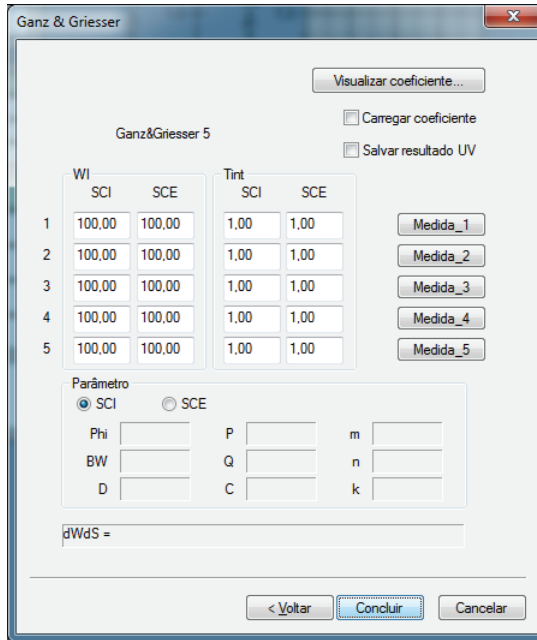 Ganz & Griesser
Visualizar coeficiente...
Carregar coeficiente
Ganz&Griesser 5
Salvar resultado UV
WI Tint
SCI SCE SCI SCE
1 100,00 100,00 1,00 1,00 Medida_1
2 100,00 100,00 1,00 1,00 Medida_2
3 100,00 100,00 1,00 1,00 Medida_3
4 100,00 100,00 1,00 1,00 Medida_4
5 100,00 100,00 1,00 1,00 Medida_5
Parâmetro
SCI SCE
Phi P m
BW Q n
D C k
dWdS =
< Voltar Concluir Cancelar